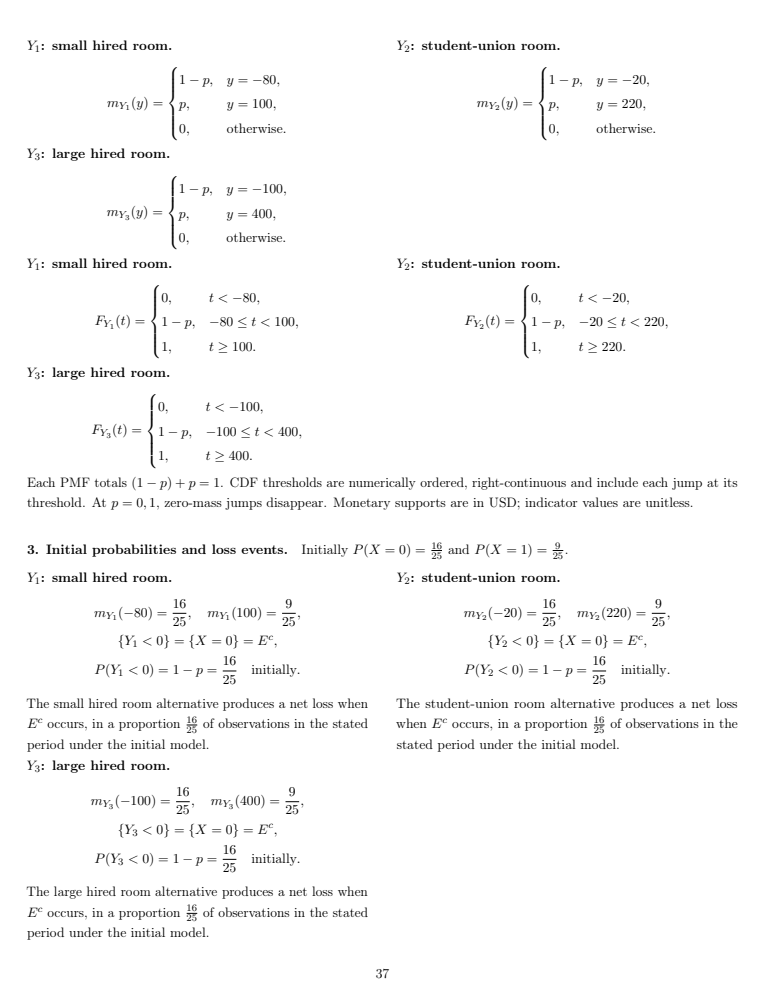 Y₁: small hired room.
m_{Y₁}(y) = { 1 − p, y = −80,
p, y = 100,
0, otherwise.
Y₂: student-union room.
m_{Y₂}(y) = { 1 − p, y = −20,
p, y = 220,
0, otherwise.
Y₃: large hired room.
m_{Y₃}(y) = { 1 − p, y = −100,
p, y = 400,
0, otherwise.
Y₁: small hired room.
F_{Y₁}(t) = { 0, t < −80,
1 − p, −80 ≤ t < 100,
1, t ≥ 100.
Y₂: student-union room.
F_{Y₂}(t) = { 0, t < −20,
1 − p, −20 ≤ t < 220,
1, t ≥ 220.
Y₃: large hired room.
F_{Y₃}(t) = { 0, t < −100,
1 − p, −100 ≤ t < 400,
1, t ≥ 400.
Each PMF totals (1 − p) + p = 1. CDF thresholds are numerically ordered, right-continuous and include each jump at its
threshold. At p = 0, 1, zero-mass jumps disappear. Monetary supports are in USD; indicator values are unitless.
3. Initial probabilities and loss events. Initially P(X = 0) = 16/25 and P(X = 1) = 9/25.
Y₁: small hired room.
m_{Y₁}(−80) = 16/25, m_{Y₁}(100) = 9/25,
{Y₁ < 0} = {X = 0} = Eᶜ,
P(Y₁ < 0) = 1 − p = 16/25 initially.
The small hired room alternative produces a net loss when
Eᶜ occurs, in a proportion 16/25 of observations in the stated
period under the initial model.
Y₂: student-union room.
m_{Y₂}(−20) = 16/25, m_{Y₂}(220) = 9/25,
{Y₂ < 0} = {X = 0} = Eᶜ,
P(Y₂ < 0) = 1 − p = 16/25 initially.
The student-union room alternative produces a net loss
when Eᶜ occurs, in a proportion 16/25 of observations in the
stated period under the initial model.
Y₃: large hired room.
m_{Y₃}(−100) = 16/25, m_{Y₃}(400) = 9/25,
{Y₃ < 0} = {X = 0} = Eᶜ,
P(Y₃ < 0) = 1 − p = 16/25 initially.
The large hired room alternative produces a net loss when
Eᶜ occurs, in a proportion 16/25 of observations in the stated
period under the initial model.
37